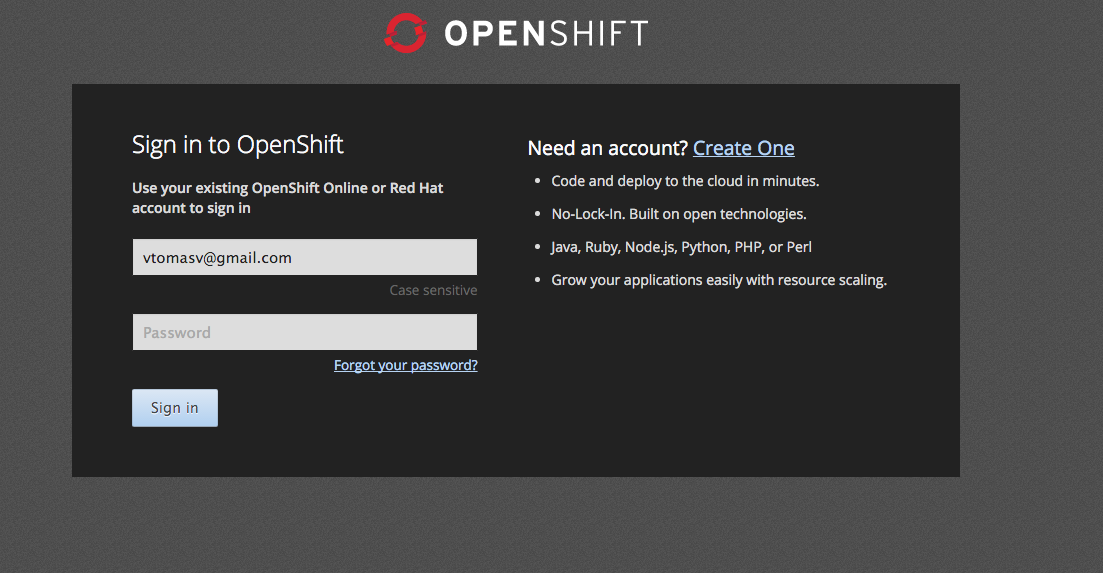 OPENSHIFT
Sign in to OpenShift
Use your existing OpenShift Online or Red Hat
account to sign in
vtomasv@gmail.com
Case sensitive
Password
Forgot your password?
Sign in
Need an account? Create One
Code and deploy to the cloud in minutes.
No-Lock-In. Built on open technologies.
Java, Ruby, Node.js, Python, PHP, or Perl
Grow your applications easily with resource scaling.